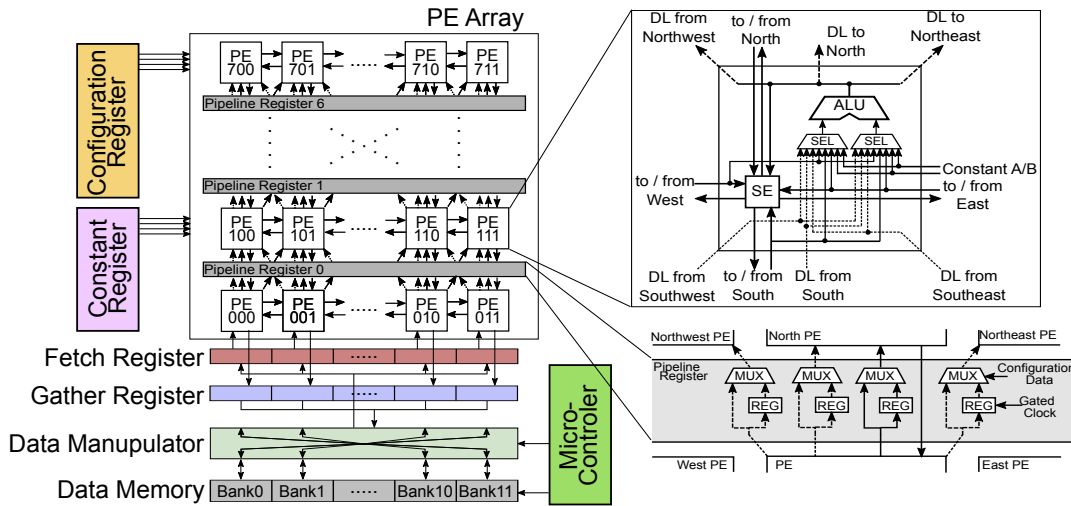 PE Array
Configuration
Register
Constant
Register
PE
700
PE
701
.....
PE
710
PE
711
Pipeline Register 6
Pipeline Register 1
PE
100
PE
101
.....
PE
110
PE
111
Pipeline Register 0
PE
000
PE
001
.....
PE
010
PE
011
Fetch Register
Gather Register
Data Manupulator
Data Memory
Bank0
Bank1
Bank10
Bank11
Micro-
Controler
DL from
Northwest
to / from
North
DL to
North
DL to
Northeast
ALU
SEL
SEL
Constant A/B
to / from
West
SE
to / from
East
DL from
Southwest
to / from
South
DL from
South
DL from
Southeast
Northwest PE
North PE
Northeast PE
Pipeline
Register
MUX
MUX
MUX
MUX
Configuration
Data
REG
REG
REG
REG
Gated
Clock
West PE
PE
East PE